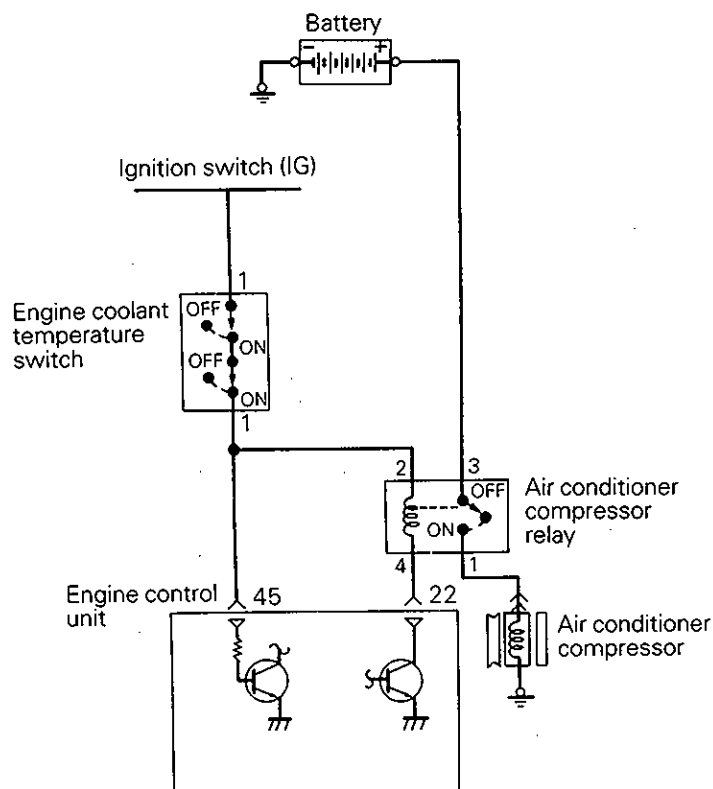 Battery
- +
Ignition switch (IG)
1
Engine coolant
temperature
switch
OFF
ON
OFF
ON
1
2
3
OFF
ON
Air conditioner
compressor
relay
4
1
Engine control
unit
45
22
Air conditioner
compressor